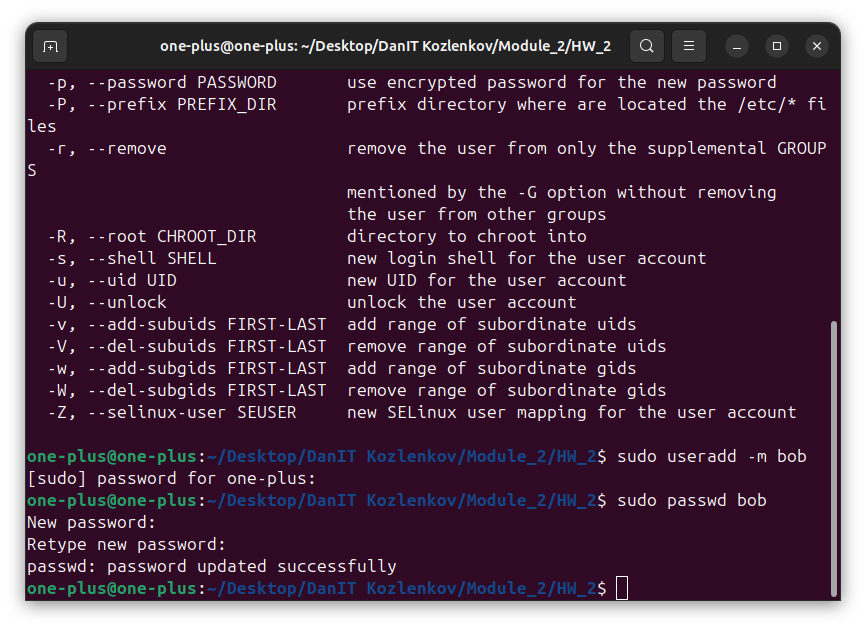 one-plus@one-plus: ~/Desktop/DanIT Kozlenkov/Module_2/HW_2
-p, --password PASSWORD       use encrypted password for the new password
-P, --prefix PREFIX_DIR       prefix directory where are located the /etc/* fi
les
-r, --remove                  remove the user from only the supplemental GROUP
S
mentioned by the -G option without removing
the user from other groups
-R, --root CHROOT_DIR         directory to chroot into
-s, --shell SHELL             new login shell for the user account
-u, --uid UID                 new UID for the user account
-U, --unlock                  unlock the user account
-v, --add-subuids FIRST-LAST  add range of subordinate uids
-V, --del-subuids FIRST-LAST  remove range of subordinate uids
-w, --add-subgids FIRST-LAST  add range of subordinate gids
-W, --del-subgids FIRST-LAST  remove range of subordinate gids
-Z, --selinux-user SEUSER     new SELinux user mapping for the user account
one-plus@one-plus:~/Desktop/DanIT Kozlenkov/Module_2/HW_2$ sudo useradd -m bob
[sudo] password for one-plus:
one-plus@one-plus:~/Desktop/DanIT Kozlenkov/Module_2/HW_2$ sudo passwd bob
New password:
Retype new password:
passwd: password updated successfully
one-plus@one-plus:~/Desktop/DanIT Kozlenkov/Module_2/HW_2$